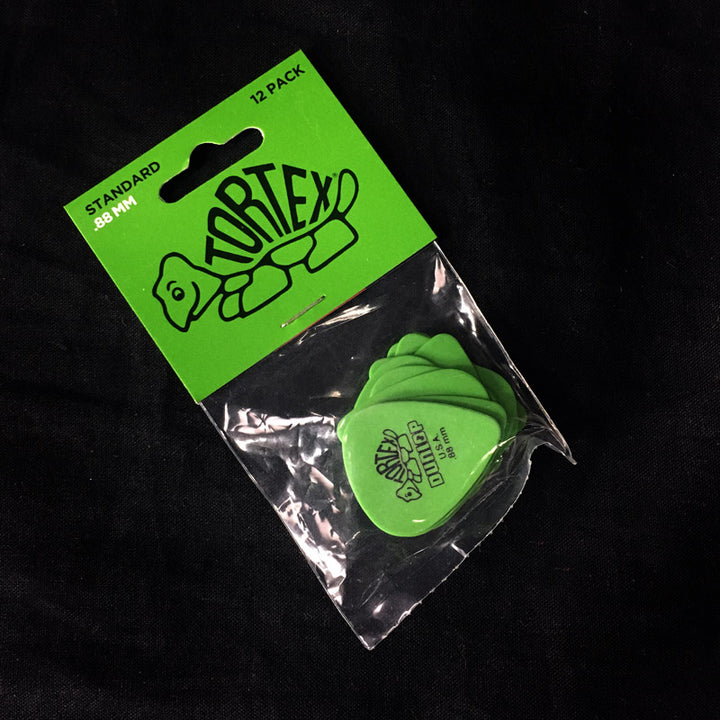 12 PACK
STANDARD
.88 MM
TORTEX®
TORTEX
DUNLOP
U.S.A.
.88 mm